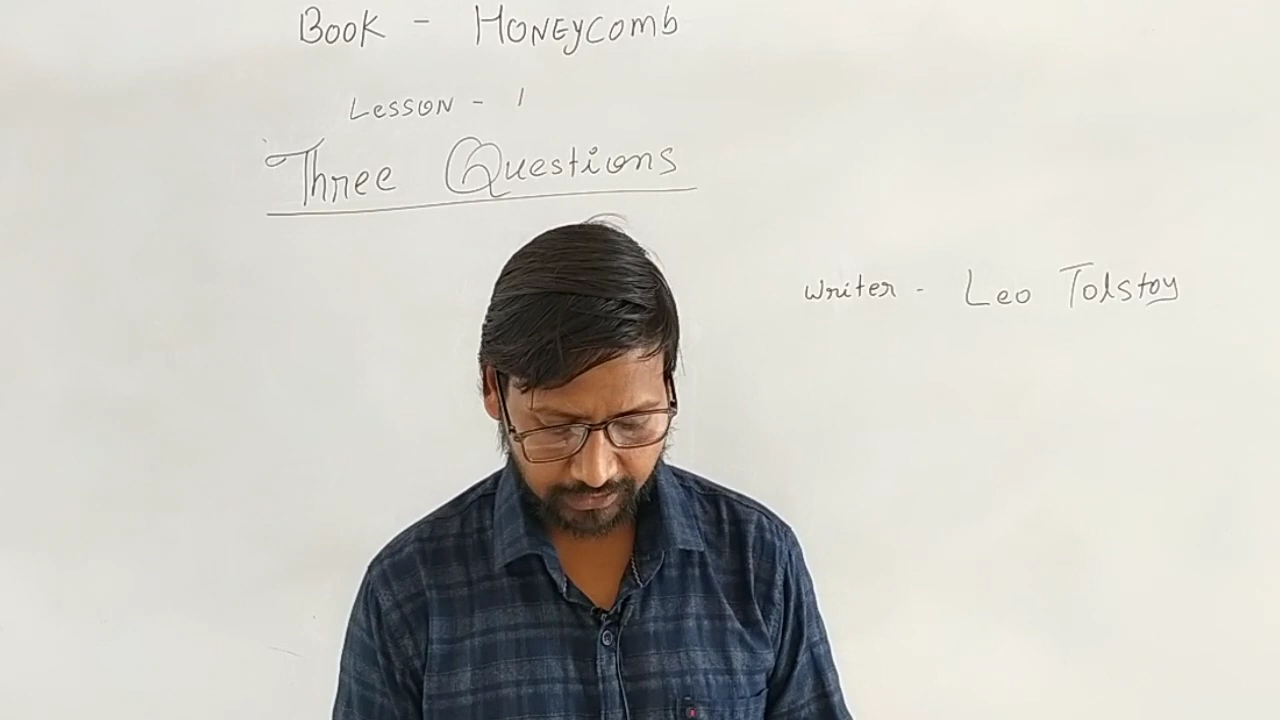 Book - HONEYCOMB
Lesson - 1
Three Questions
Writer - Leo Tolstoy